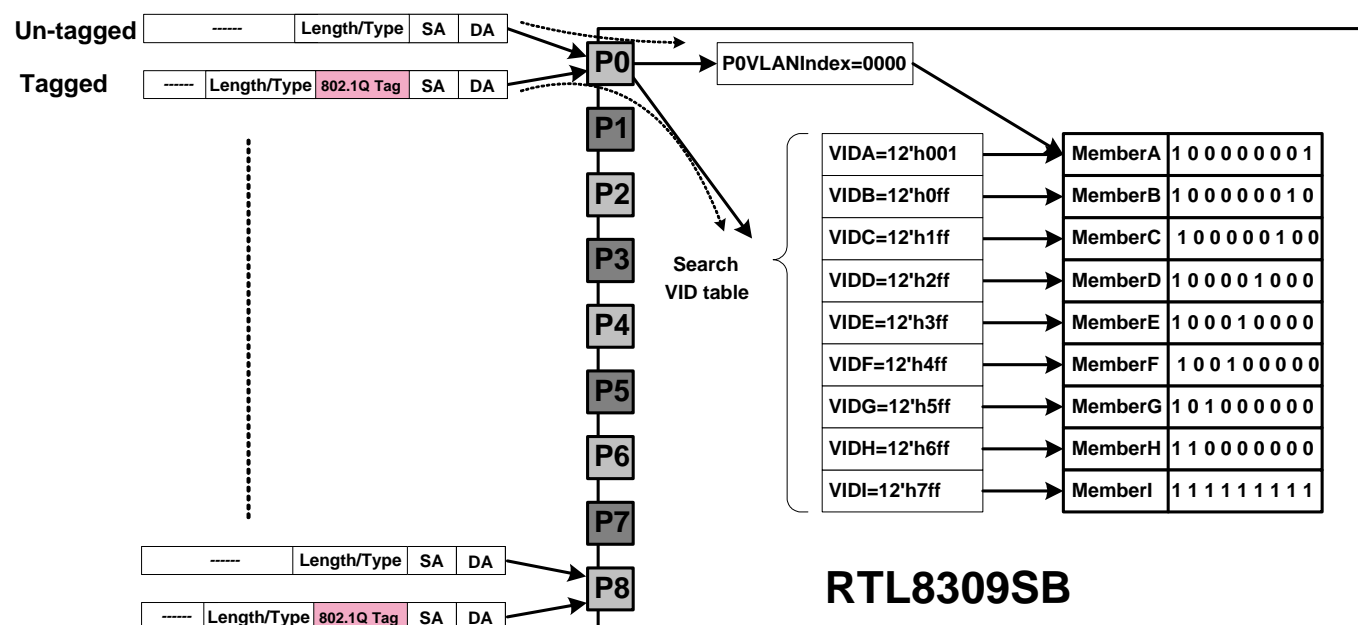 Un-tagged ------ Length/Type SA DA
Tagged ------ Length/Type 802.1Q Tag SA DA
P0 P0VLANIndex=0000
P1
P2
P3
P4
P5
P6
P7
P8
Search
VID table
VIDA=12'h001 MemberA 1 0 0 0 0 0 0 0 1
VIDB=12'h0ff MemberB 1 0 0 0 0 0 0 1 0
VIDC=12'h1ff MemberC 1 0 0 0 0 0 1 0 0
VIDD=12'h2ff MemberD 1 0 0 0 0 1 0 0 0
VIDE=12'h3ff MemberE 1 0 0 0 1 0 0 0 0
VIDF=12'h4ff MemberF 1 0 0 1 0 0 0 0 0
VIDG=12'h5ff MemberG 1 0 1 0 0 0 0 0 0
VIDH=12'h6ff MemberH 1 1 0 0 0 0 0 0 0
VIDI=12'h7ff MemberI 1 1 1 1 1 1 1 1 1
------ Length/Type SA DA
------ Length/Type 802.1Q Tag SA DA
RTL8309SB